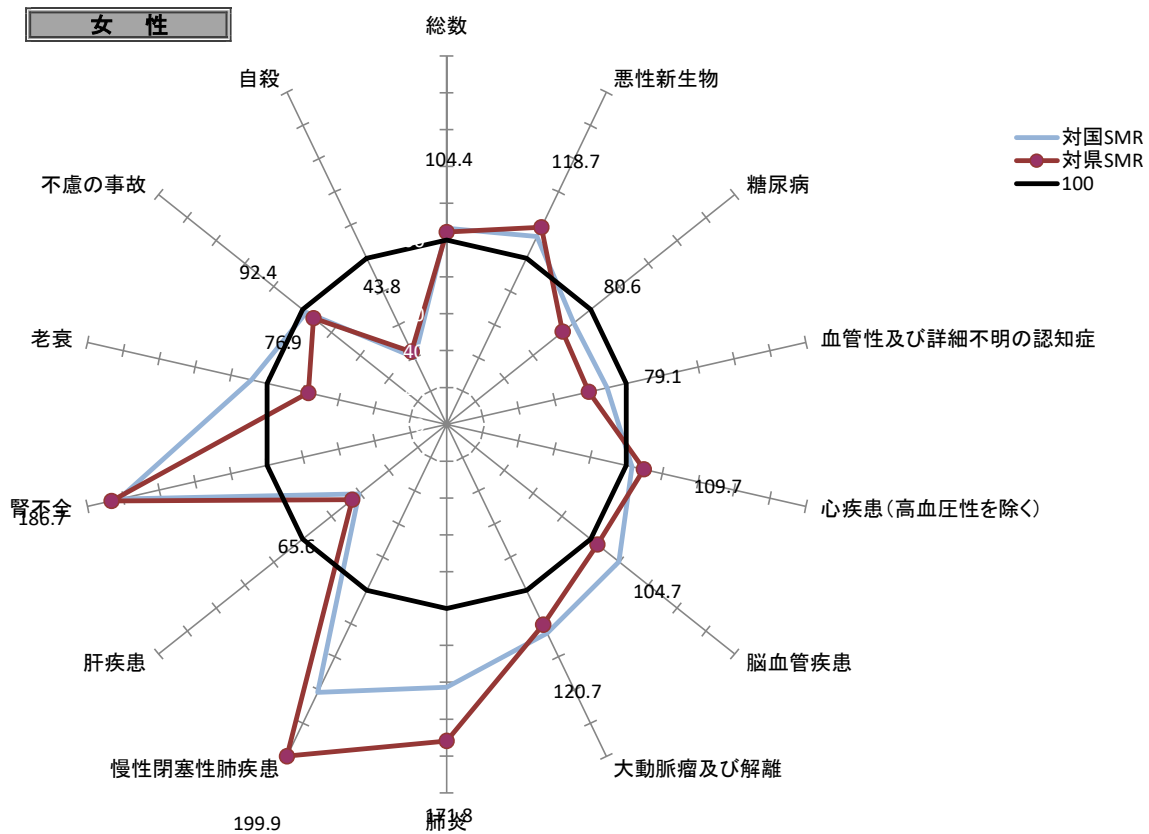 女 性
総数
自殺
悪性新生物
対国SMR
対県SMR
100
104.4
118.7
不慮の事故
糖尿病
92.4
43.8
80.6
老衰
76.9
40
血管性及び詳細不明の認知症
79.1
腎不全
186.7
109.7
心疾患（高血圧性を除く）
65.6
104.7
肝疾患
脳血管疾患
120.7
慢性閉塞性肺疾患
大動脈瘤及び解離
199.9
171.8
肺炎